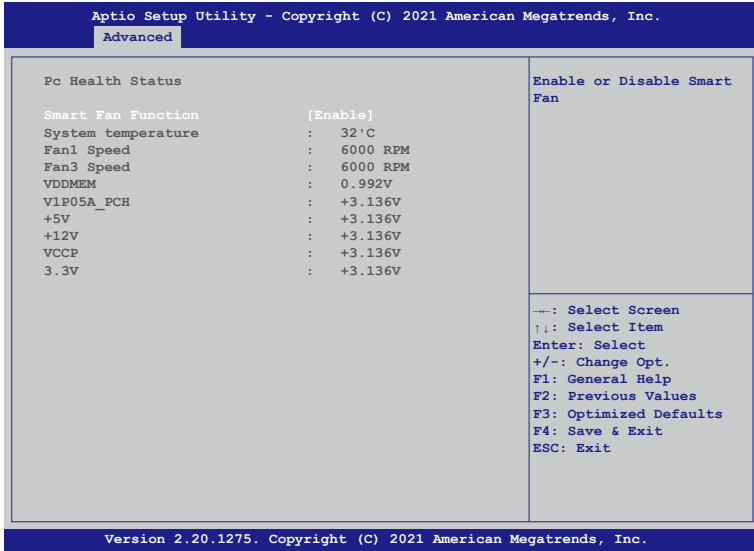 Aptio Setup Utility - Copyright (C) 2021 American Megatrends, Inc.
Advanced
Pc Health Status
Smart Fan Function [Enable]
System temperature : 32'C
Fan1 Speed : 6000 RPM
Fan3 Speed : 6000 RPM
VDDMEM : 0.992V
V1P05A_PCH : +3.136V
+5V : +3.136V
+12V : +3.136V
VCCP : +3.136V
3.3V : +3.136V
Enable or Disable Smart
Fan
→←: Select Screen
↑↓: Select Item
Enter: Select
+/-: Change Opt.
F1: General Help
F2: Previous Values
F3: Optimized Defaults
F4: Save & Exit
ESC: Exit
Version 2.20.1275. Copyright (C) 2021 American Megatrends, Inc.